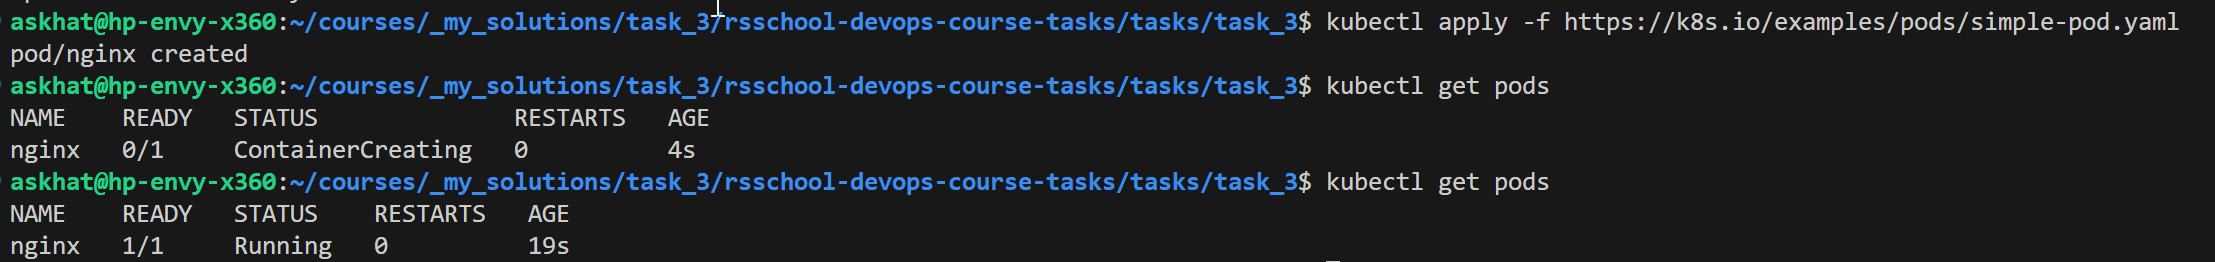 askhat@hp-envy-x360:~/courses/_my_solutions/task_3/rsschool-devops-course-tasks/tasks/task_3$ kubectl apply -f https://k8s.io/examples/pods/simple-pod.yaml
pod/nginx created
askhat@hp-envy-x360:~/courses/_my_solutions/task_3/rsschool-devops-course-tasks/tasks/task_3$ kubectl get pods
NAME    READY   STATUS              RESTARTS   AGE
nginx   0/1     ContainerCreating   0          4s
askhat@hp-envy-x360:~/courses/_my_solutions/task_3/rsschool-devops-course-tasks/tasks/task_3$ kubectl get pods
NAME    READY   STATUS    RESTARTS   AGE
nginx   1/1     Running   0          19s